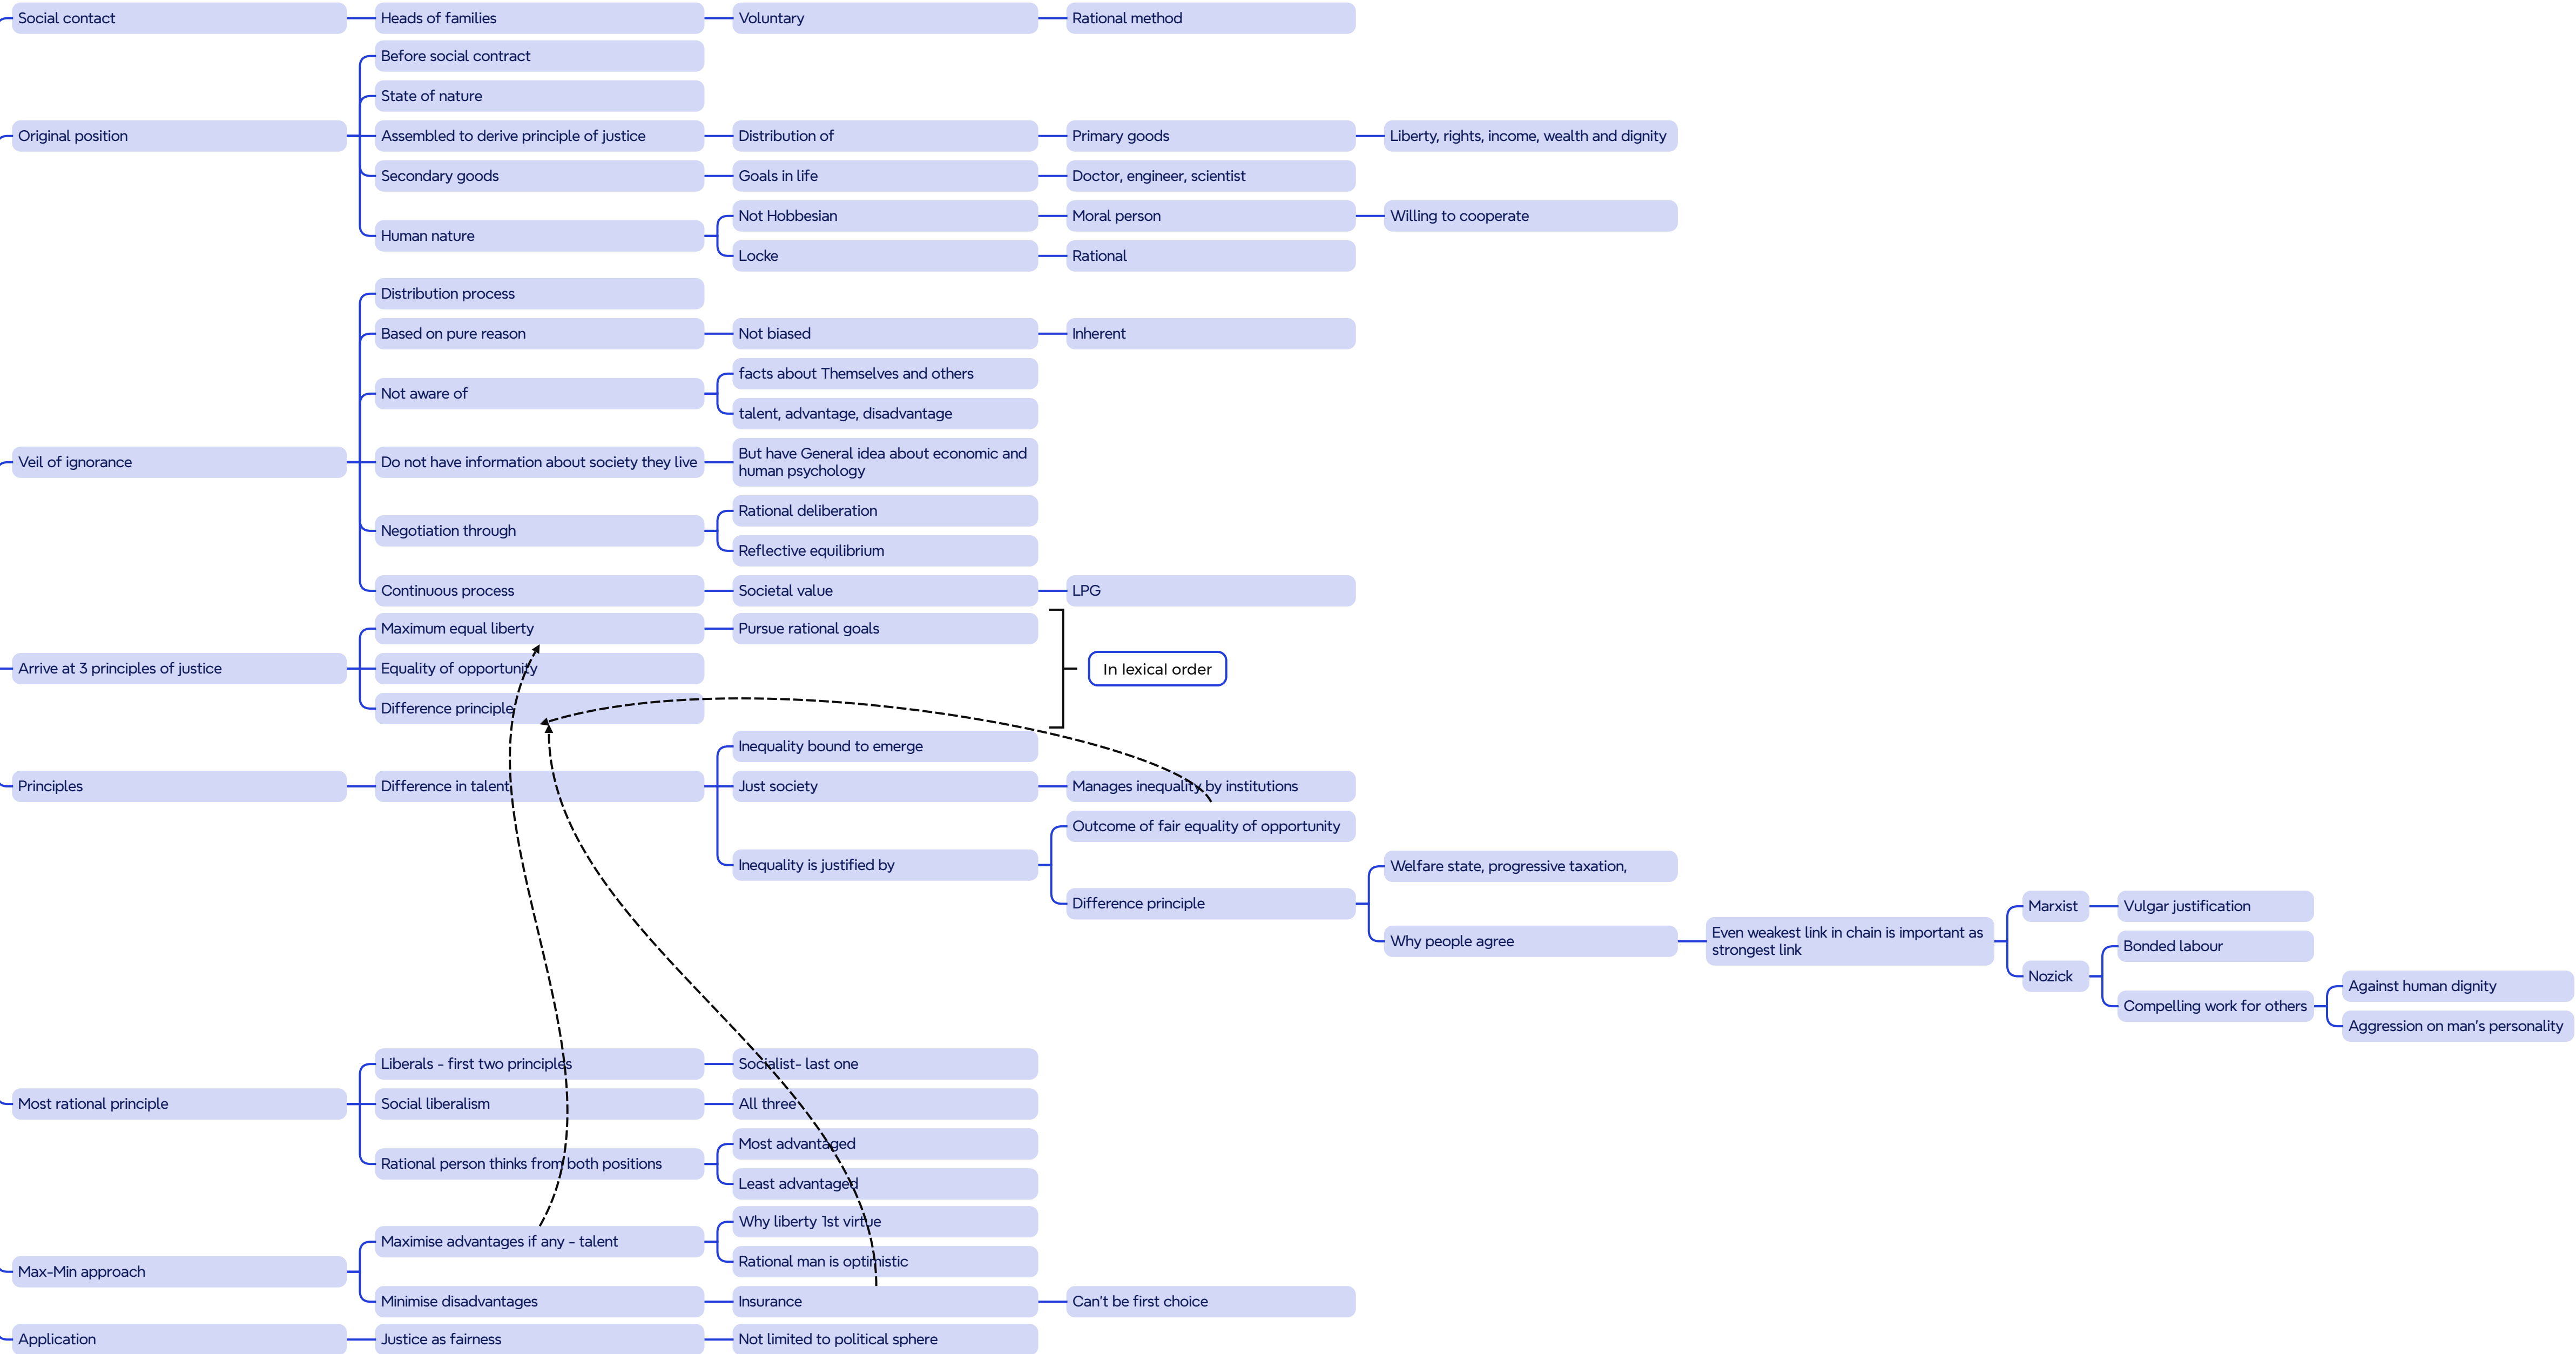 Social contact
Heads of families
Voluntary
Rational method
Before social contract
State of nature
Original position
Assembled to derive principle of justice
Distribution of
Primary goods
Liberty, rights, income, wealth and dignity
Secondary goods
Goals in life
Doctor, engineer, scientist
Human nature
Not Hobbesian
Moral person
Willing to cooperate
Locke
Rational
Distribution process
Based on pure reason
Not biased
Inherent
Not aware of
facts about Themselves and others
talent, advantage, disadvantage
Veil of ignorance
Do not have information about society they live
But have General idea about economic and
human psychology
Negotiation through
Rational deliberation
Reflective equilibrium
Continuous process
Societal value
LPG
Maximum equal liberty
Pursue rational goals
Arrive at 3 principles of justice
Equality of opportunity
In lexical order
Difference principle
Principles
Difference in talent
Inequality bound to emerge
Just society
Manages inequality by institutions
Inequality is justified by
Outcome of fair equality of opportunity
Difference principle
Welfare state, progressive taxation,
Why people agree
Even weakest link in chain is important as
strongest link
Marxist
Vulgar justification
Nozick
Bonded labour
Compelling work for others
Against human dignity
Aggression on man's personality
Most rational principle
Liberals - first two principles
Socialist- last one
Social liberalism
All three
Rational person thinks from both positions
Most advantaged
Least advantaged
Max-Min approach
Maximise advantages if any - talent
Why liberty 1st virtue
Rational man is optimistic
Minimise disadvantages
Insurance
Can't be first choice
Application
Justice as fairness
Not limited to political sphere